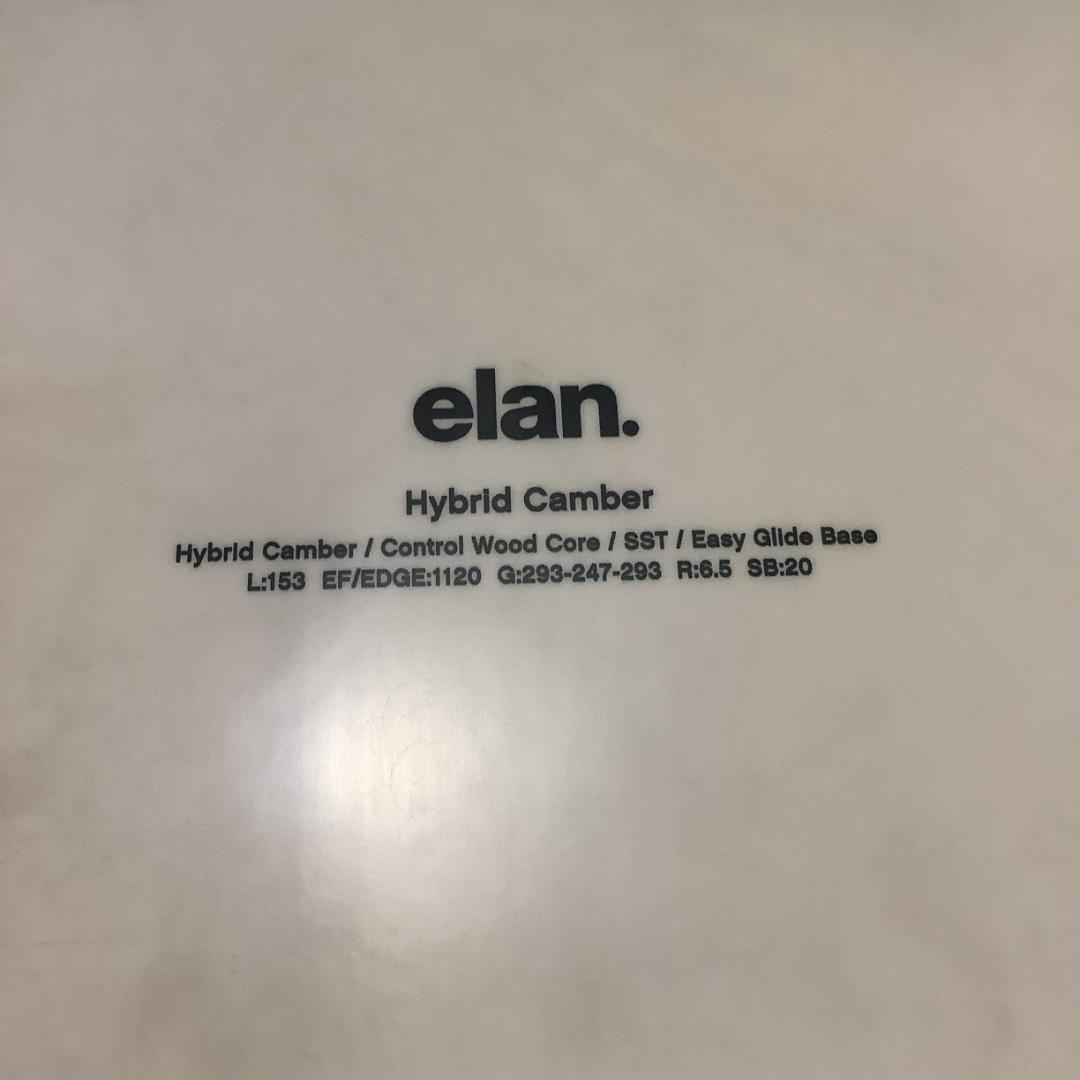 elan.
Hybrid Camber
Hybrid Camber / Control Wood Core / SST / Easy Glide Base
L:153 EF/EDGE:1120 G:293-247-293 R:6.5 SB:20